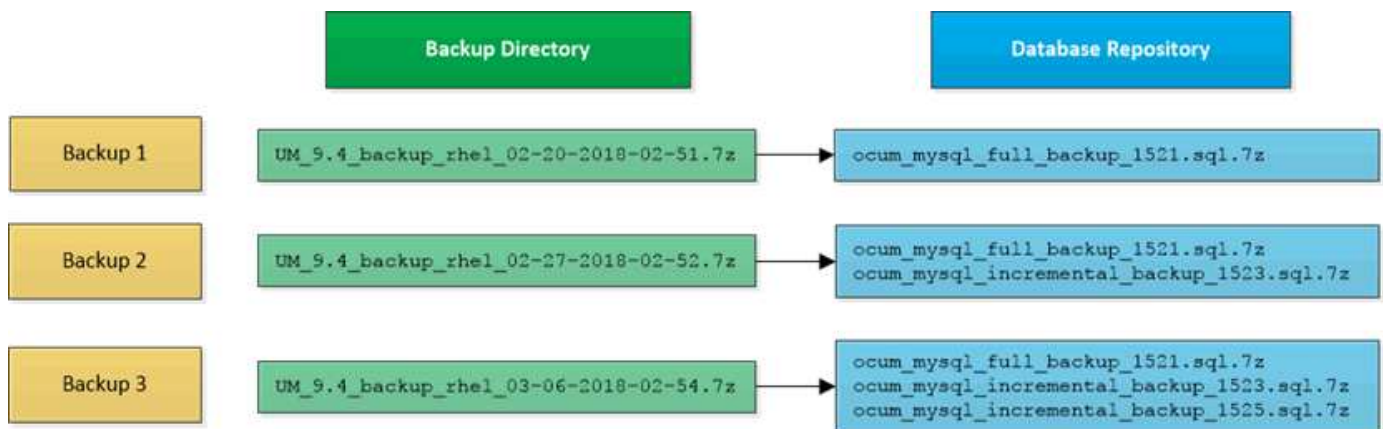 Backup Directory
Database Repository
Backup 1
UM_9.4_backup_rhel_02-20-2018-02-51.7z
ocum_mysql_full_backup_1521.sql.7z
Backup 2
UM_9.4_backup_rhel_02-27-2018-02-52.7z
ocum_mysql_full_backup_1521.sql.7z
ocum_mysql_incremental_backup_1523.sql.7z
Backup 3
UM_9.4_backup_rhel_03-06-2018-02-54.7z
ocum_mysql_full_backup_1521.sql.7z
ocum_mysql_incremental_backup_1523.sql.7z
ocum_mysql_incremental_backup_1525.sql.7z